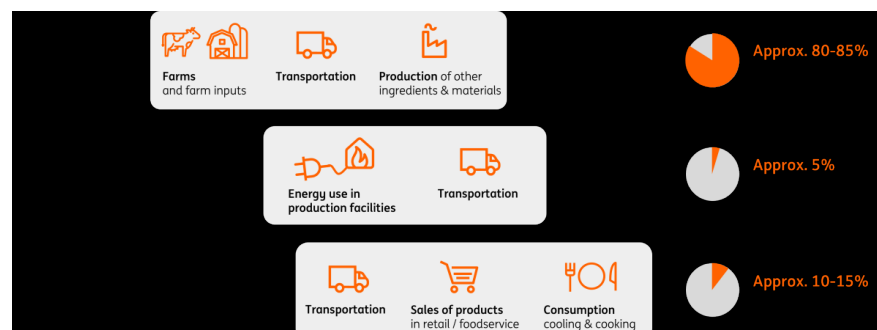 Farms
and farm inputs
Transportation
Production of other
ingredients & materials
Approx. 80-85%
Energy use in
production facilities
Transportation
Approx. 5%
Transportation
Sales of products
in retail / foodservice
Consumption
cooling & cooking
Approx. 10-15%